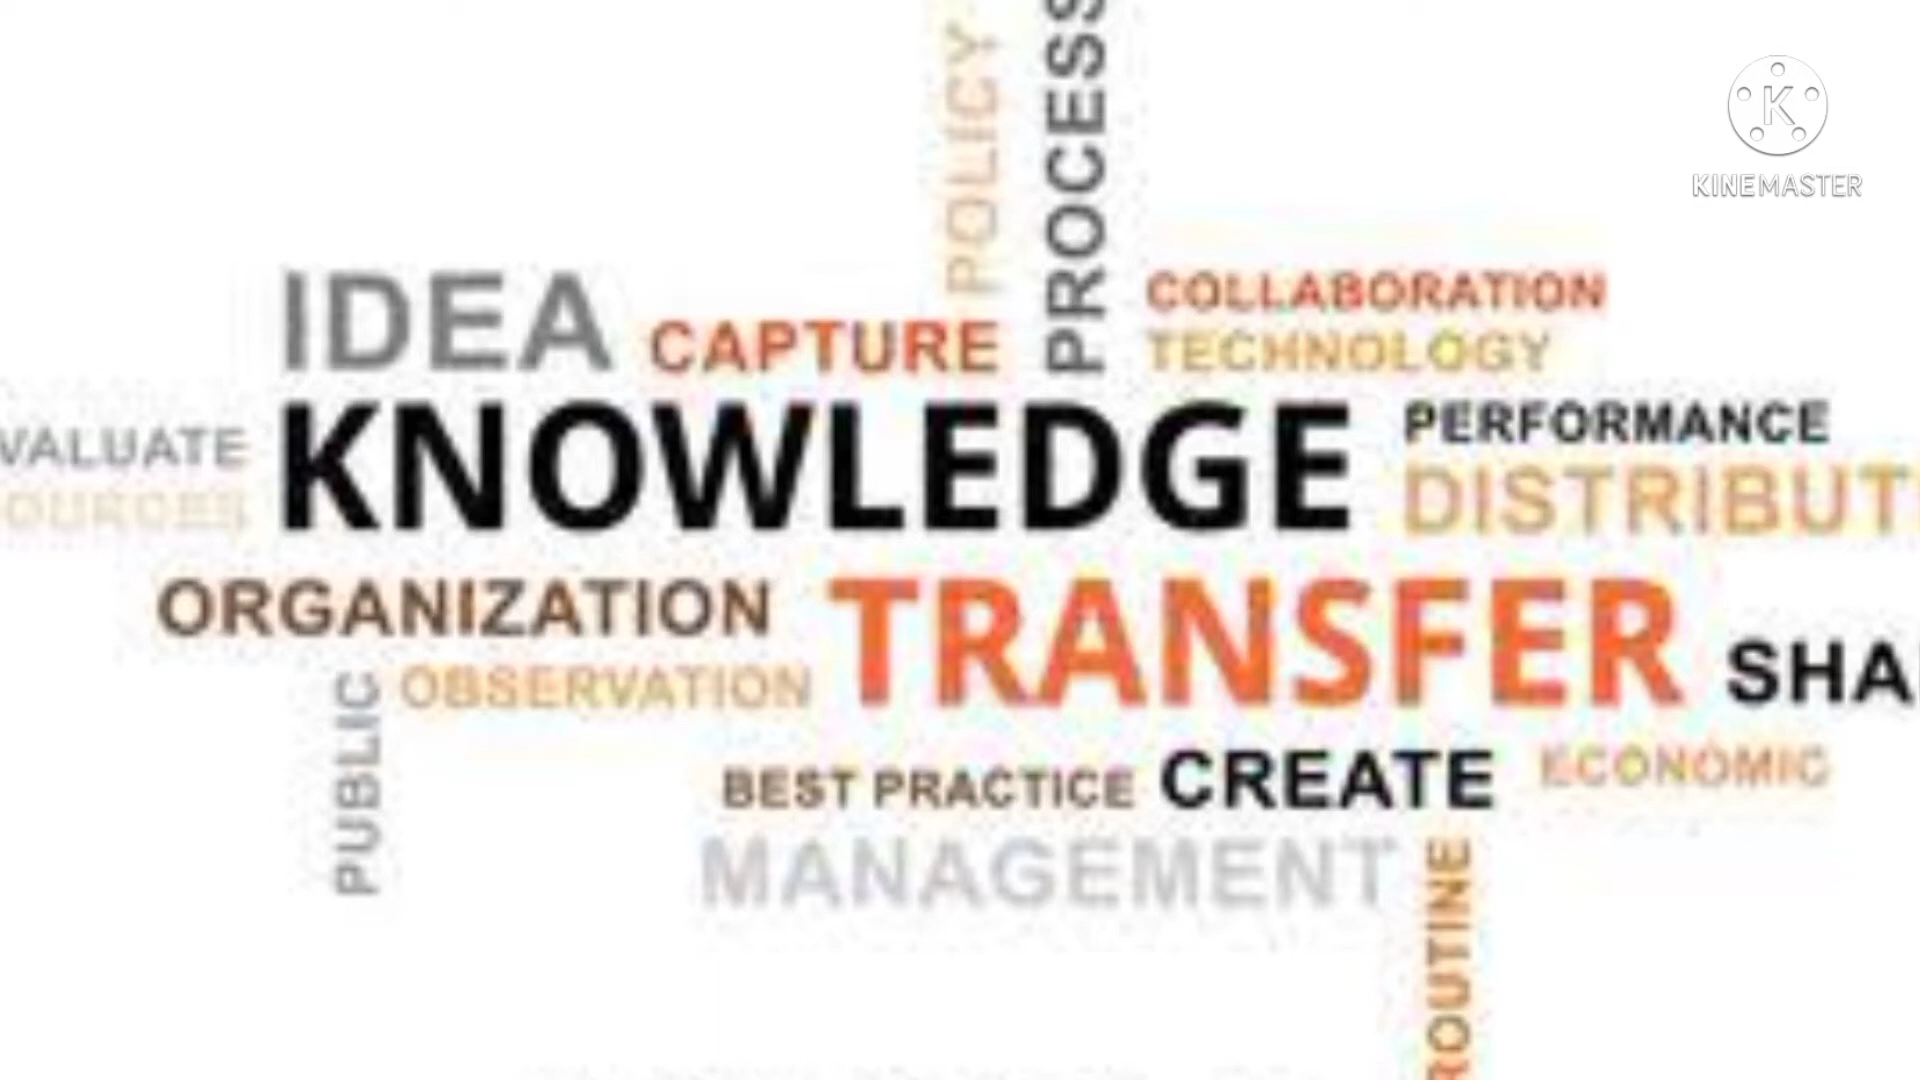 POLICY
PROCESS
K
KINEMASTER
IDEA
CAPTURE
COLLABORATION
TECHNOLOGY
VALUATE
OURCES
KNOWLEDGE
PERFORMANCE
DISTRIBUT
ORGANIZATION
TRANSFER
SHA
PUBLIC
OBSERVATION
BEST PRACTICE
CREATE
ECONOMIC
MANAGEMENT
ROUTINE